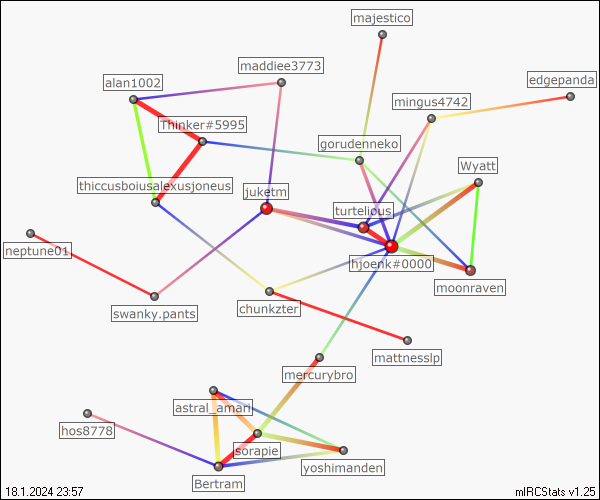 majestico
maddiee3773
edgepanda
alan1002
mingus4742
Thinker#5995
gorudenneko
Wyatt
thiccusboiusalexusjoneus
juketm
turtelious
neptune01
hjoenk#0000
moonraven
swanky.pants
chunkzter
mattnesslp
mercurybro
astral_amari
hos8778
sorapie
yoshimanden
Bertram
18.1.2024 23:57
mIRCStats v1.25